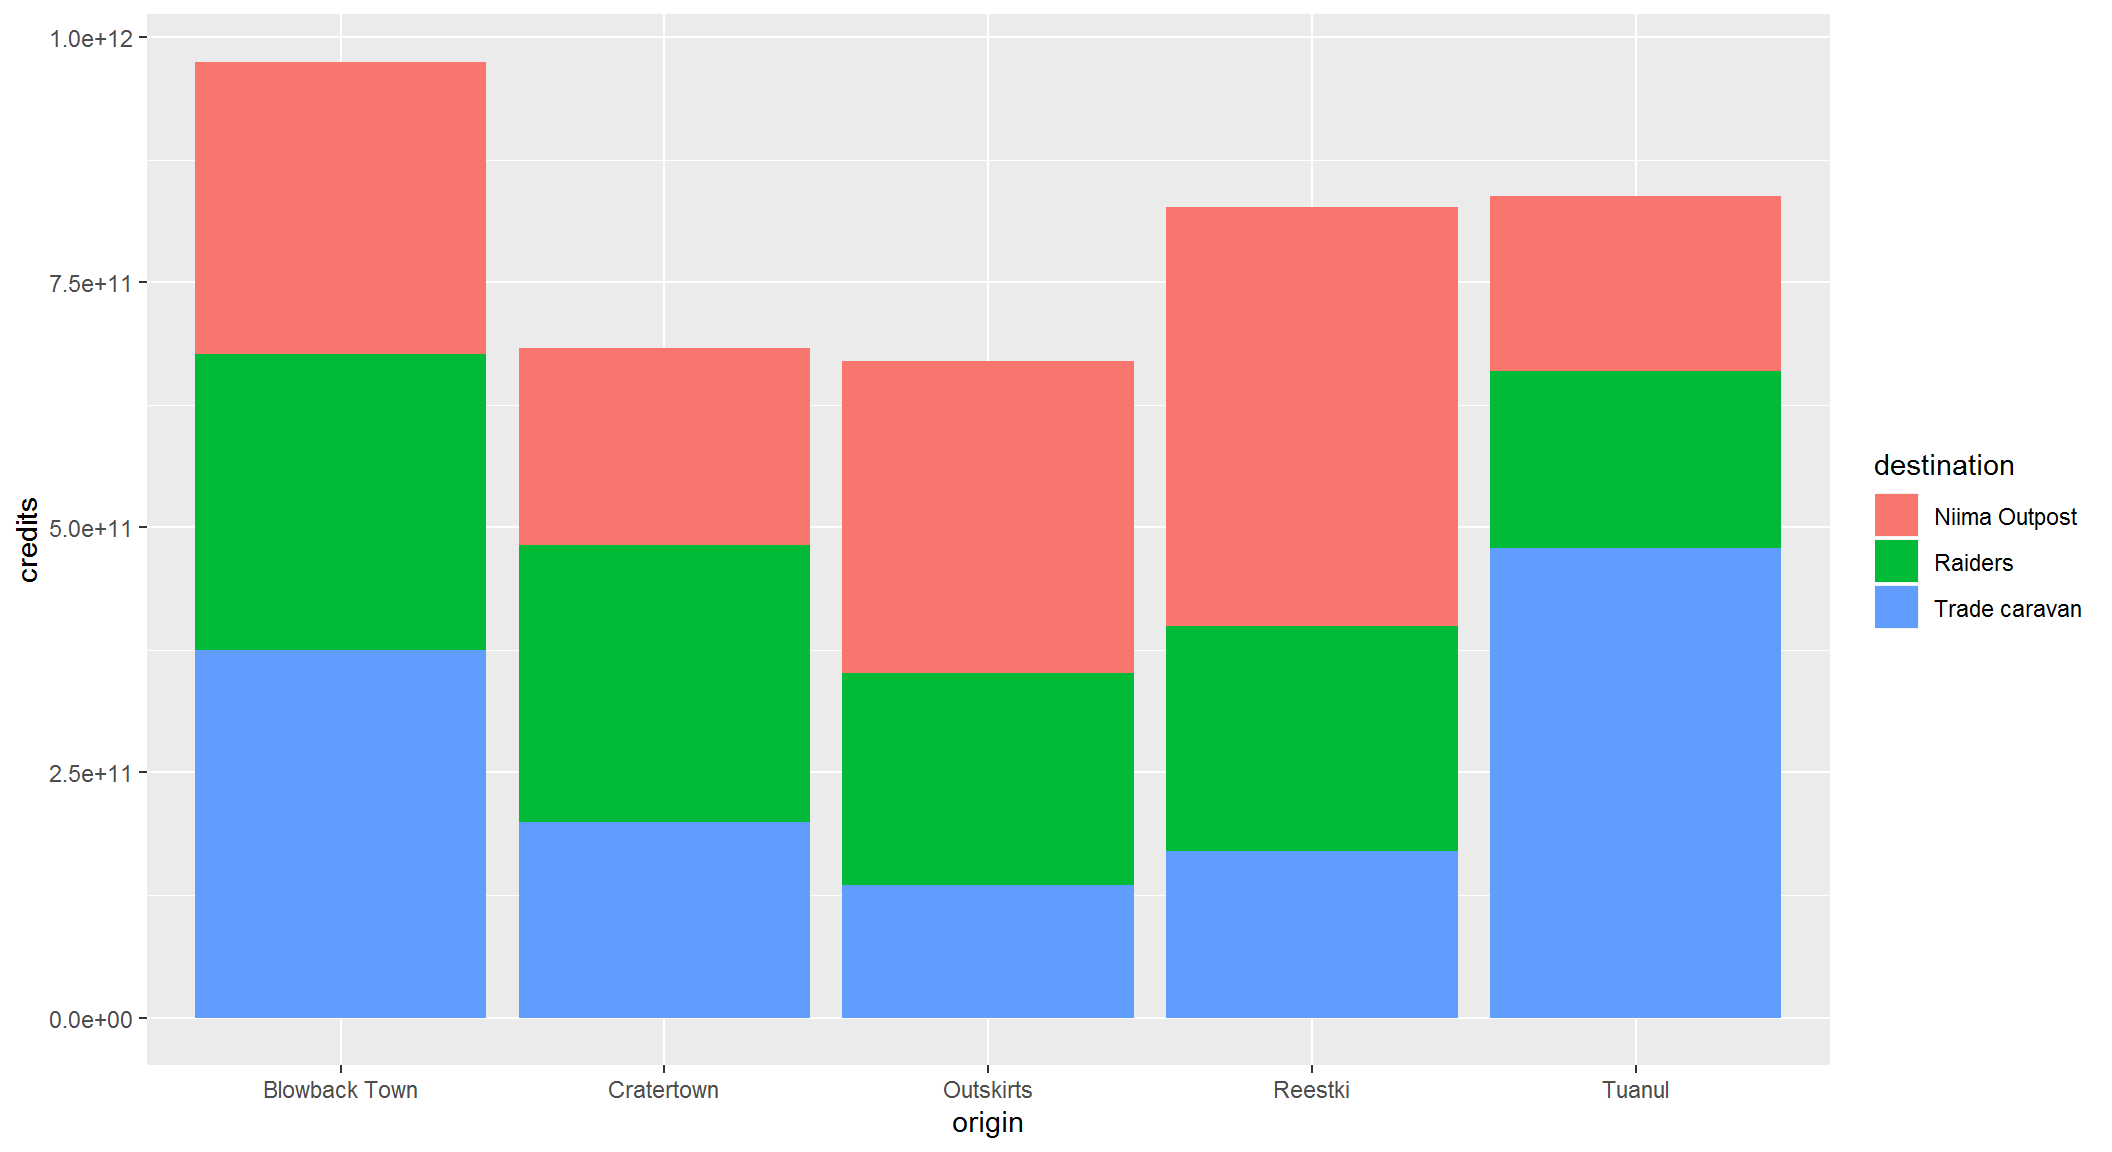 1.0e+12
7.5e+11
5.0e+11
2.5e+11
0.0e+00
credits
Blowback Town
Cratertown
Outskirts
Reestki
Tuanul
origin
destination
Niima Outpost
Raiders
Trade caravan